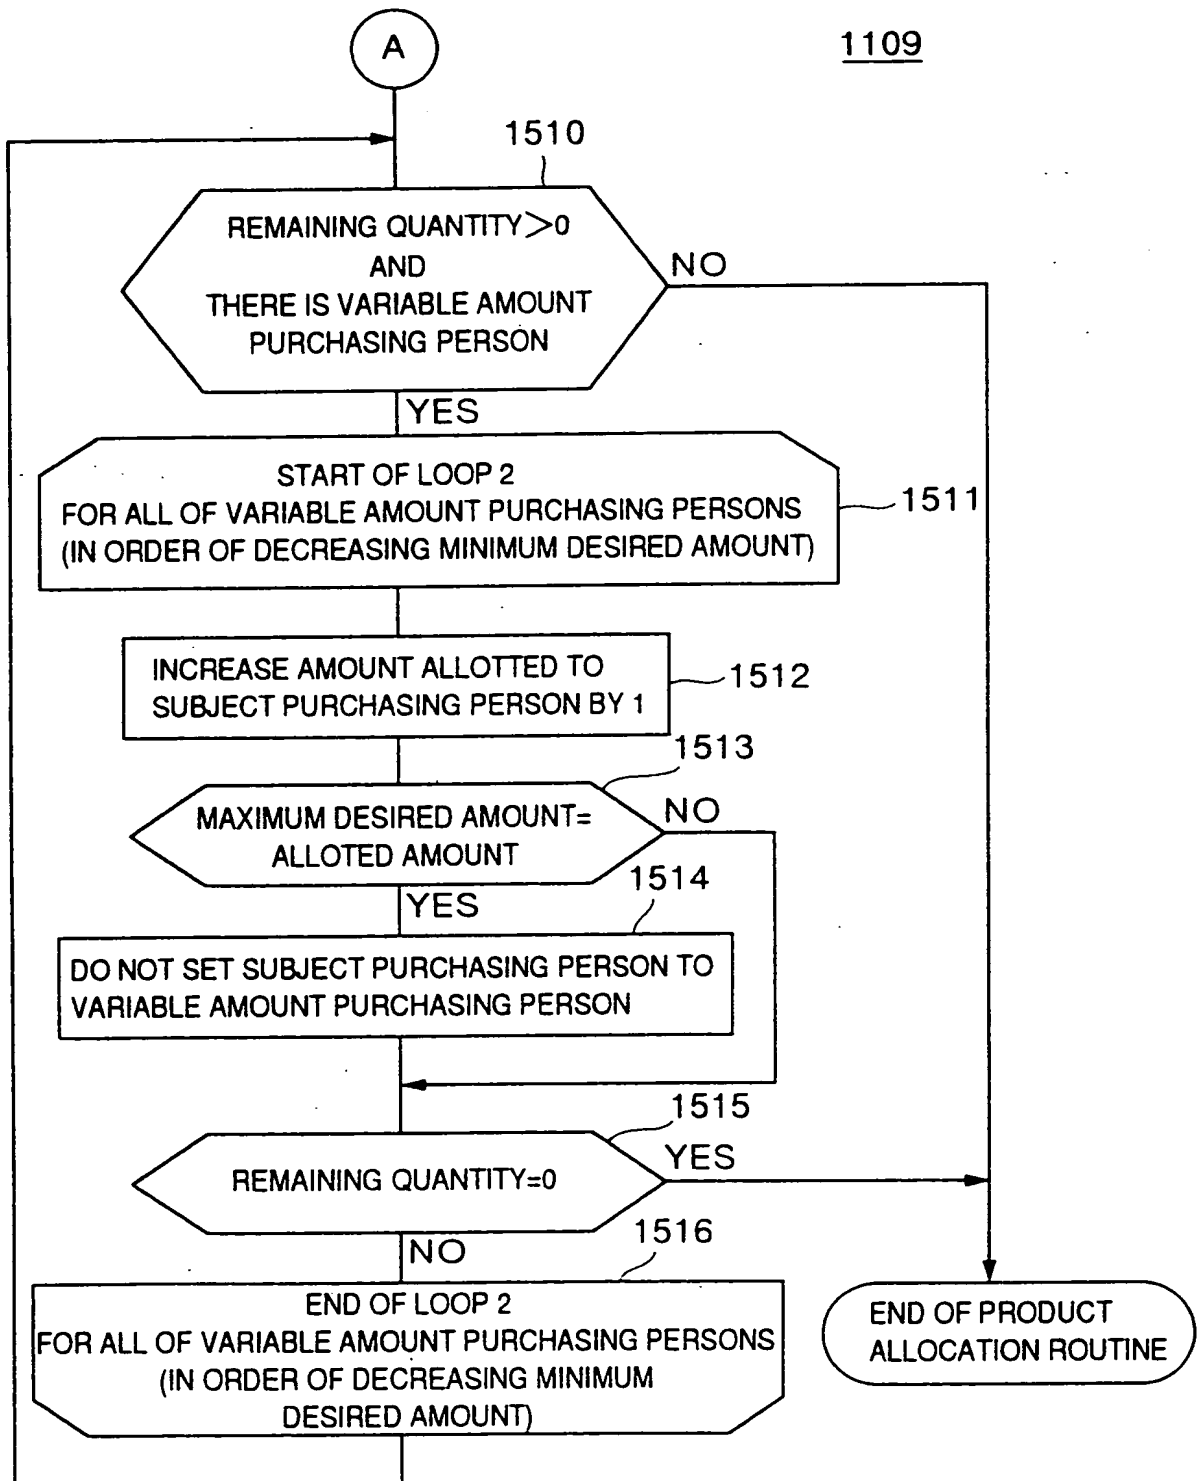 A
1109
1510
REMAINING QUANTITY>0
AND
THERE IS VARIABLE AMOUNT
PURCHASING PERSON
NO
YES
START OF LOOP 2
FOR ALL OF VARIABLE AMOUNT PURCHASING PERSONS
(IN ORDER OF DECREASING MINIMUM DESIRED AMOUNT)
1511
INCREASE AMOUNT ALLOTTED TO
SUBJECT PURCHASING PERSON BY 1
1512
1513
MAXIMUM DESIRED AMOUNT=
ALLOTED AMOUNT
NO
YES
1514
DO NOT SET SUBJECT PURCHASING PERSON TO
VARIABLE AMOUNT PURCHASING PERSON
1515
REMAINING QUANTITY=0
YES
NO
1516
END OF LOOP 2
FOR ALL OF VARIABLE AMOUNT PURCHASING PERSONS
(IN ORDER OF DECREASING MINIMUM
DESIRED AMOUNT)
END OF PRODUCT
ALLOCATION ROUTINE